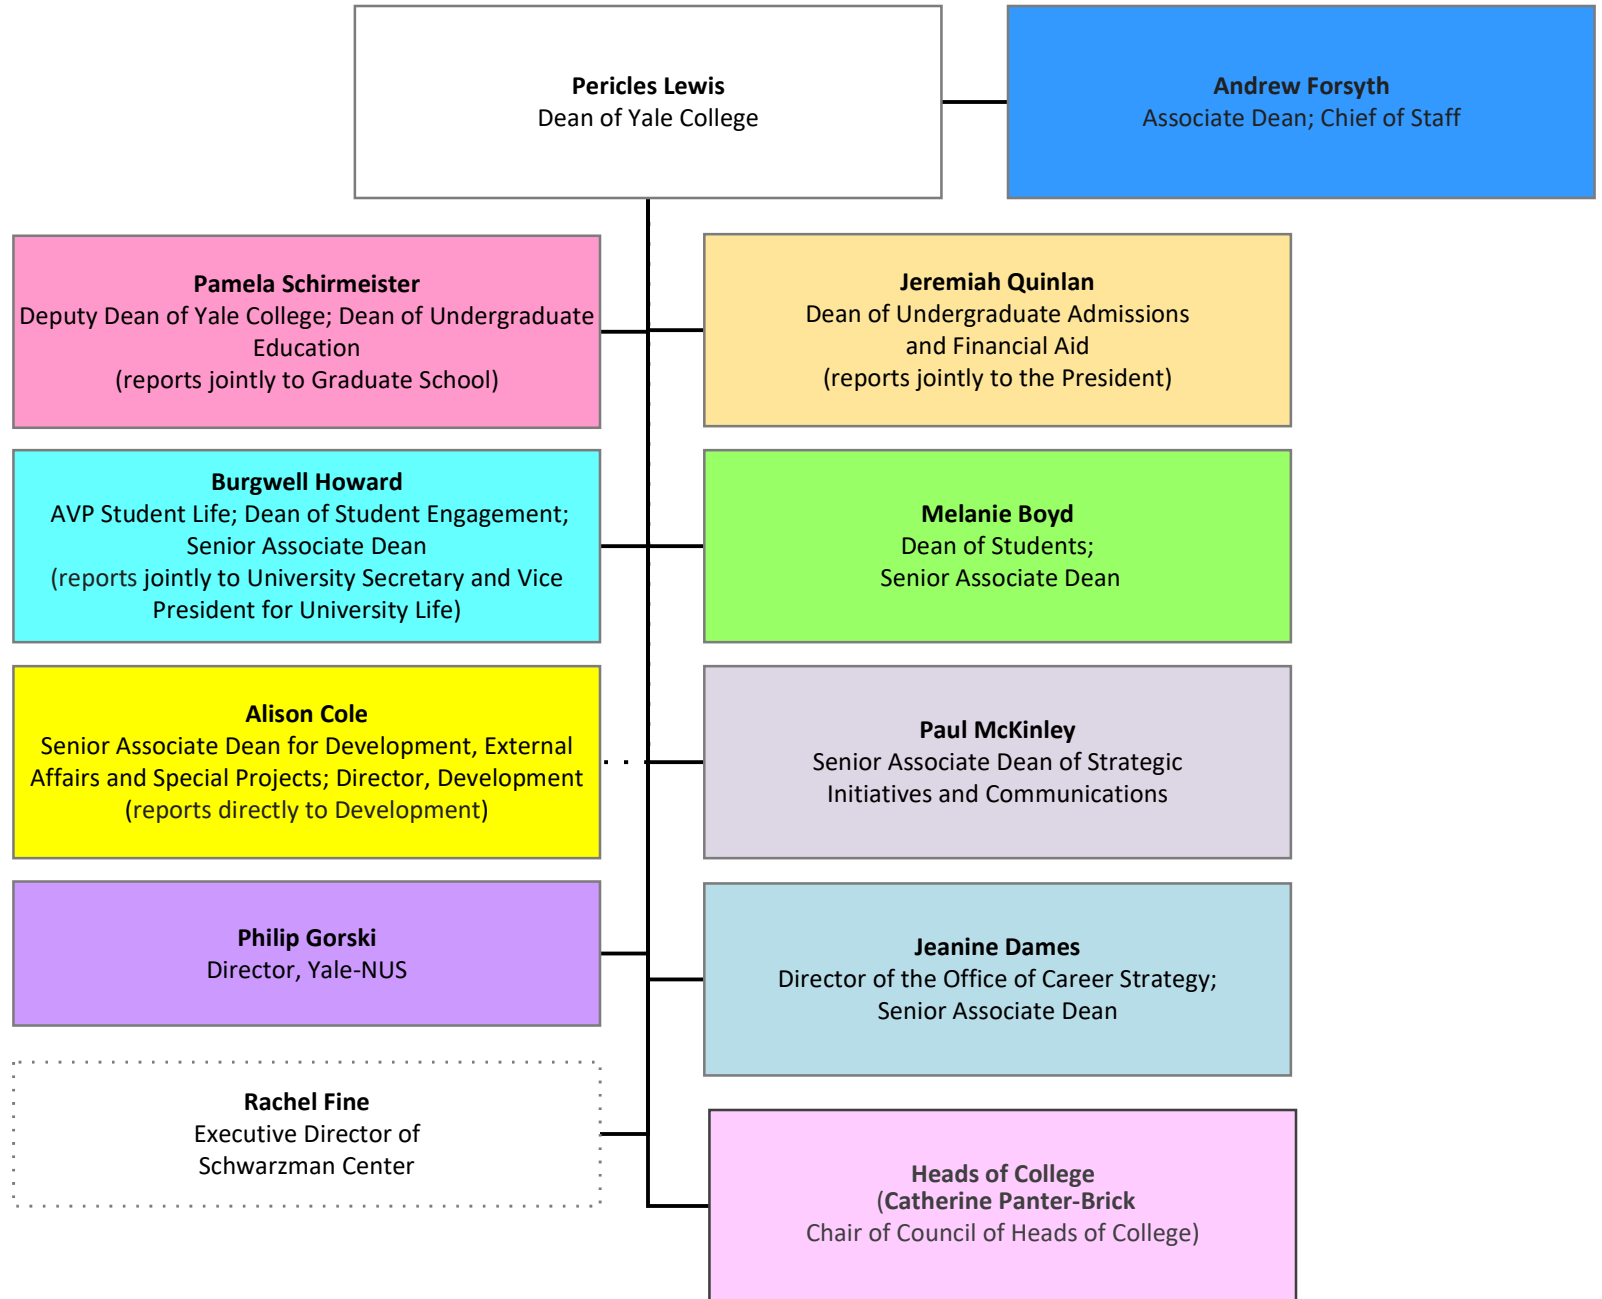 Pericles Lewis
Dean of Yale College
Andrew Forsyth
Associate Dean; Chief of Staff
Pamela Schirmeister
Deputy Dean of Yale College; Dean of Undergraduate
Education
(reports jointly to Graduate School)
Jeremiah Quinlan
Dean of Undergraduate Admissions
and Financial Aid
(reports jointly to the President)
Burgwell Howard
AVP Student Life; Dean of Student Engagement;
Senior Associate Dean
(reports jointly to University Secretary and Vice
President for University Life)
Melanie Boyd
Dean of Students;
Senior Associate Dean
Alison Cole
Senior Associate Dean for Development, External
Affairs and Special Projects; Director, Development
(reports directly to Development)
Paul McKinley
Senior Associate Dean of Strategic
Initiatives and Communications
Philip Gorski
Director, Yale-NUS
Jeanine Dames
Director of the Office of Career Strategy;
Senior Associate Dean
Rachel Fine
Executive Director of
Schwarzman Center
Heads of College
(Catherine Panter-Brick
Chair of Council of Heads of College)